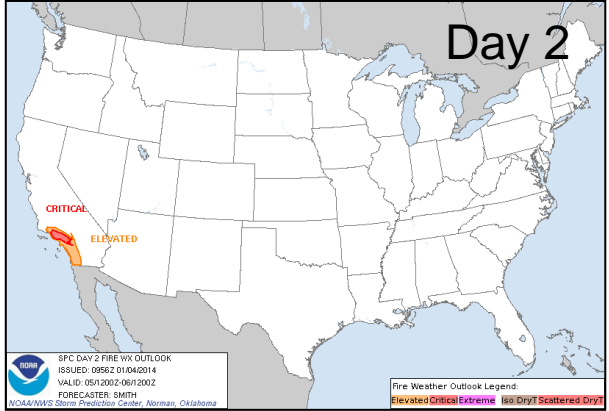 Day 2
CRITICAL
ELEVATED
NOAA
SPC DAY 2 FIRE WX OUTLOOK
ISSUED: 0956Z 01/04/2014
VALID: 05/1200Z-06/1200Z
FORECASTER: SMITH
NOAA/NWS Storm Prediction Center, Norman, Oklahoma
Fire Weather Outlook Legend:
Elevated Critical Extreme Iso DryT Scattered DryT